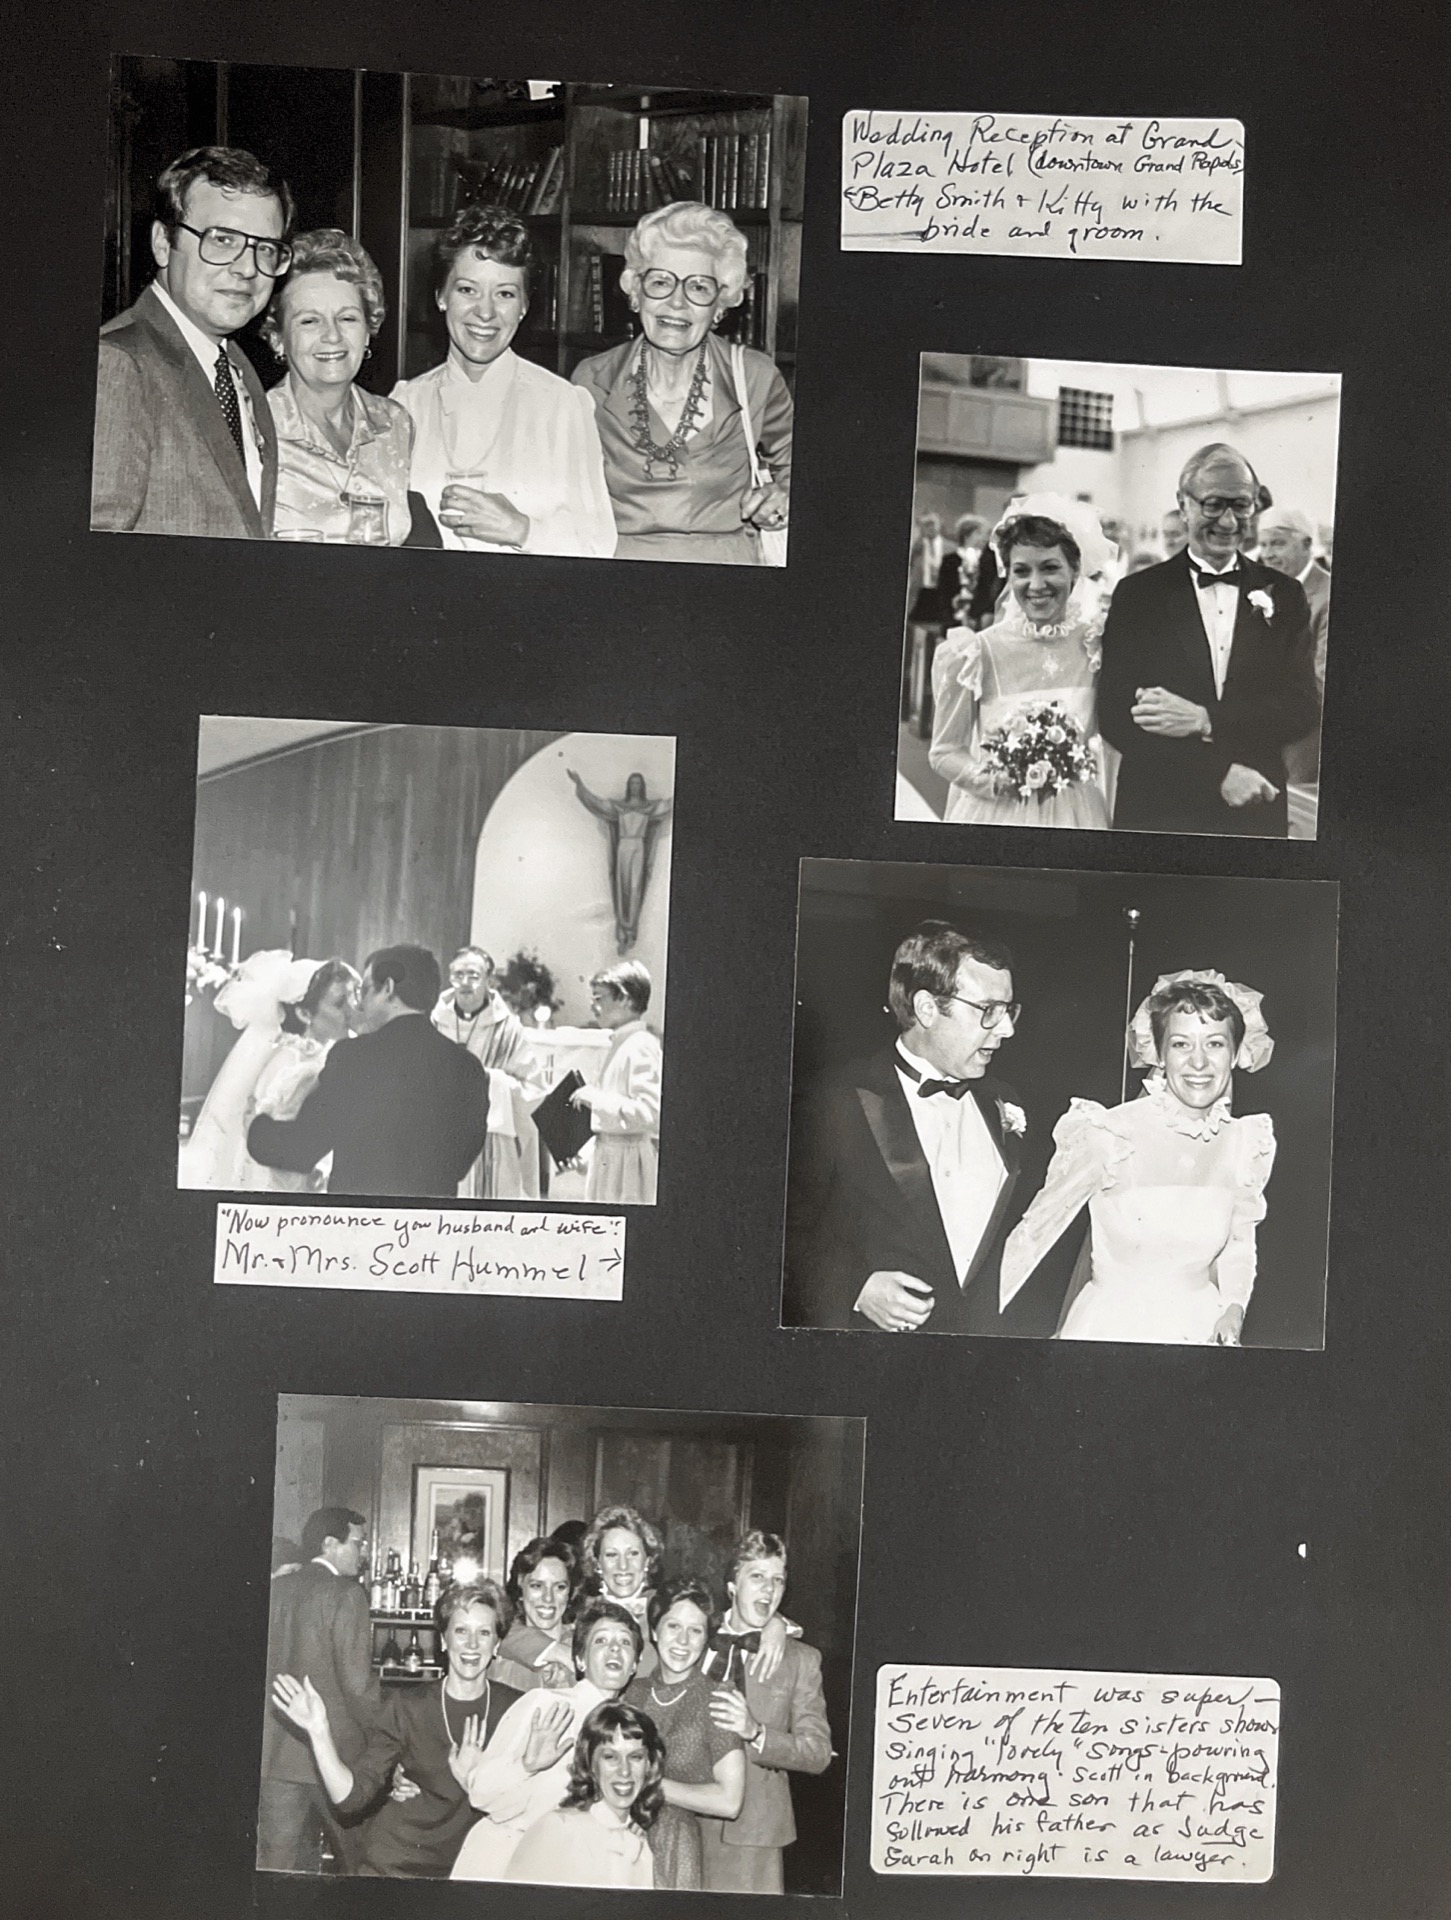 Wedding Reception at Grand
Plaza Hotel (downtown Grand Rapids
Betty Smith + Kitty with the
bride and groom.
"Now pronounce you husband and wife".
Mr. + Mrs. Scott Hummel →
Entertainment was super —
Seven of the Ten sisters shown
singing "lovely" songs - pouring
out harmony. Scott in background.
There is one son that has
followed his father as Judge
Sarah on right is a lawyer.